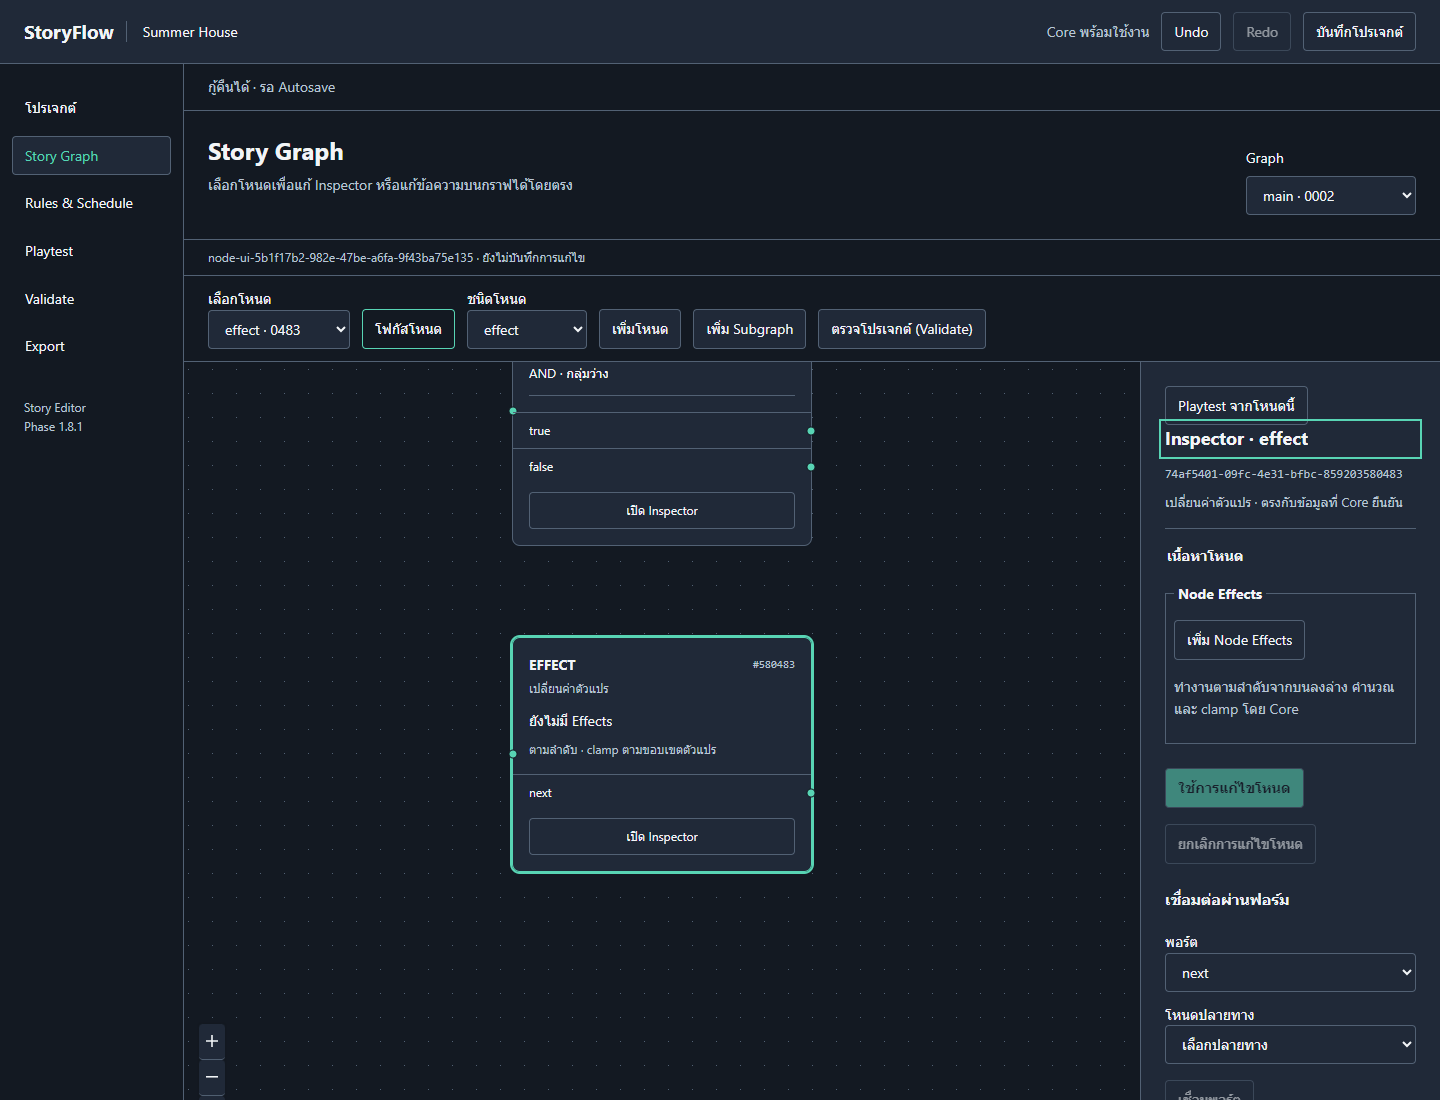 StoryFlow
Summer House
Core พร้อมใช้งาน
Undo
Redo
บันทึกโปรเจกต์
โปรเจกต์
Story Graph
Rules & Schedule
Playtest
Validate
Export
Story Editor
Phase 1.8.1
กู้คืนได้ · รอ Autosave
Story Graph
เลือกโหนดเพื่อแก้ Inspector หรือแก้ข้อความบนกราฟได้โดยตรง
Graph
main · 0002
node-ui-5b1f17b2-982e-47be-a6fa-9f43ba75e135 · ยังไม่บันทึกการแก้ไข
เลือกโหนด
effect · 0483
โฟกัสโหนด
ชนิดโหนด
effect
เพิ่มโหนด
เพิ่ม Subgraph
ตรวจโปรเจกต์ (Validate)
AND · กลุ่มว่าง
true
false
เปิด Inspector
EFFECT
#580483
เปลี่ยนค่าตัวแปร
ยังไม่มี Effects
ตามลำดับ · clamp ตามขอบเขตตัวแปร
next
เปิด Inspector
+
−
Playtest จากโหนดนี้
Inspector · effect
74af5401-09fc-4e31-bfbc-859203580483
เปลี่ยนค่าตัวแปร · ตรงกับข้อมูลที่ Core ยืนยัน
เนื้อหาโหนด
Node Effects
เพิ่ม Node Effects
ทำงานตามลำดับจากบนลงล่าง คำนวณ
และ clamp โดย Core
ใช้การแก้ไขโหนด
ยกเลิกการแก้ไขโหนด
เชื่อมต่อผ่านฟอร์ม
พอร์ต
next
โหนดปลายทาง
เลือกปลายทาง
เชื่อมพอร์ต